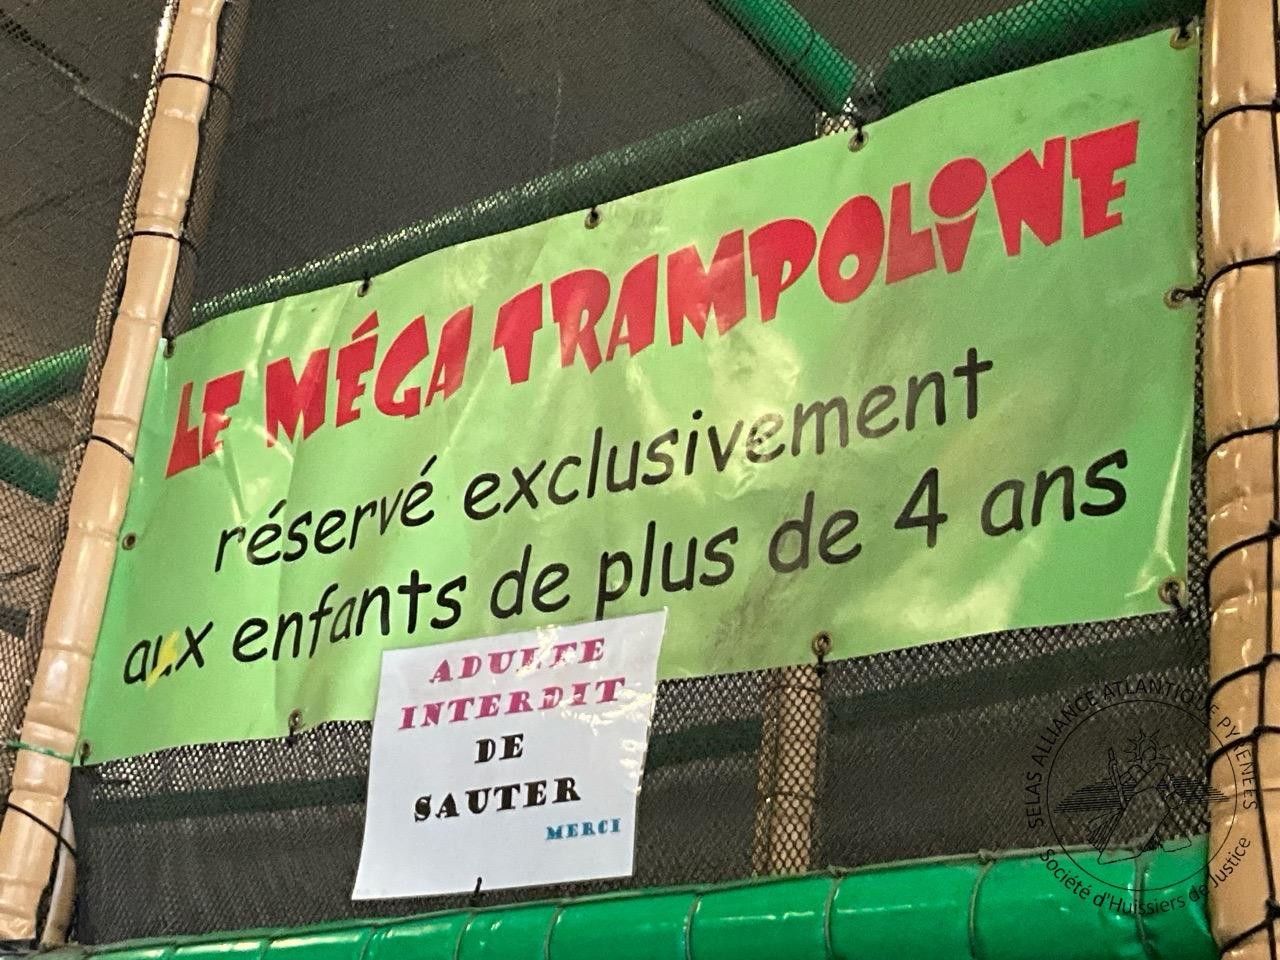 LE MÉGA TRAMPOLINE
réservé exclusivement
aux enfants de plus de 4 ans
ADULTE
INTERDIT
DE
SAUTER
MERCI
SELAS ALLIANCE ATLANTIQUE PYRENEES
Société d'Huissiers de Justice